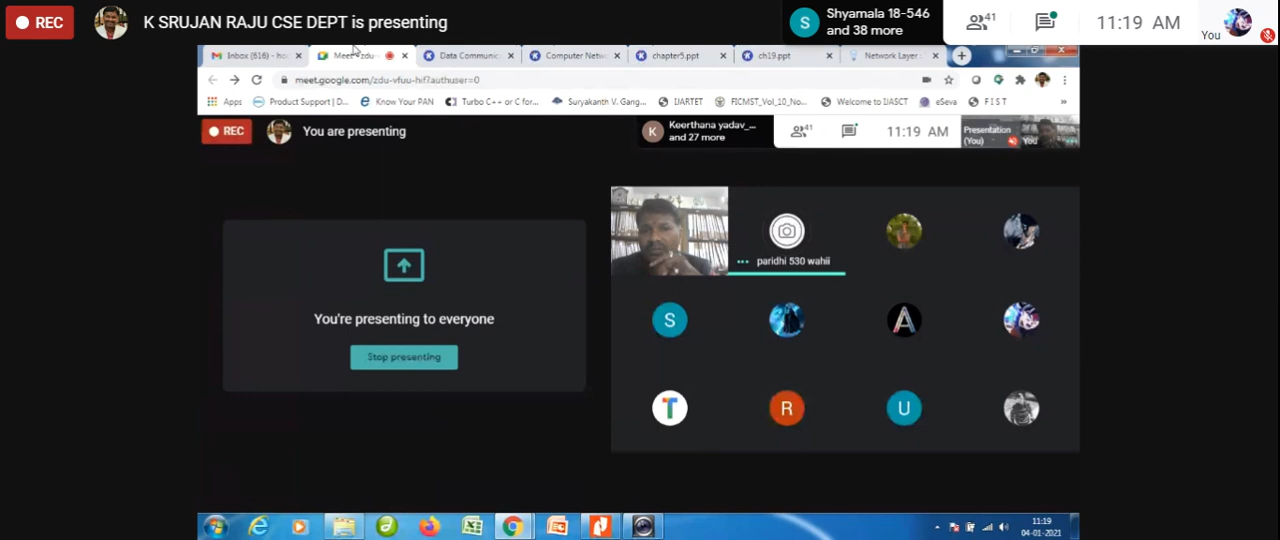 REC
K SRUJAN RAJU CSE DEPT is presenting
S
Shyamala 18-546
and 38 more
41
11:19 AM
You
Inbox (616) - 
Meet
Data Communic
Computer Netw
chapter5.ppt
ch19.ppt
Network Layer
meet.google.com/zdu-vfuu-hif?authuser=0
Apps
Product Support | D...
Know Your PAN
Turbo C++ or C for...
Suryakanth V. Gang...
IJARTET
FICMST_Vol_10_No...
Welcome to IJASCT
eSeva
F I S T
»
REC
You are presenting
K
Keerthana yadav_...
and 27 more
41
11:19 AM
Presentation
(You)
You
paridhi 530 wahii
You're presenting to everyone
Stop presenting
S
A
T
R
U
11:19
04-01-2021